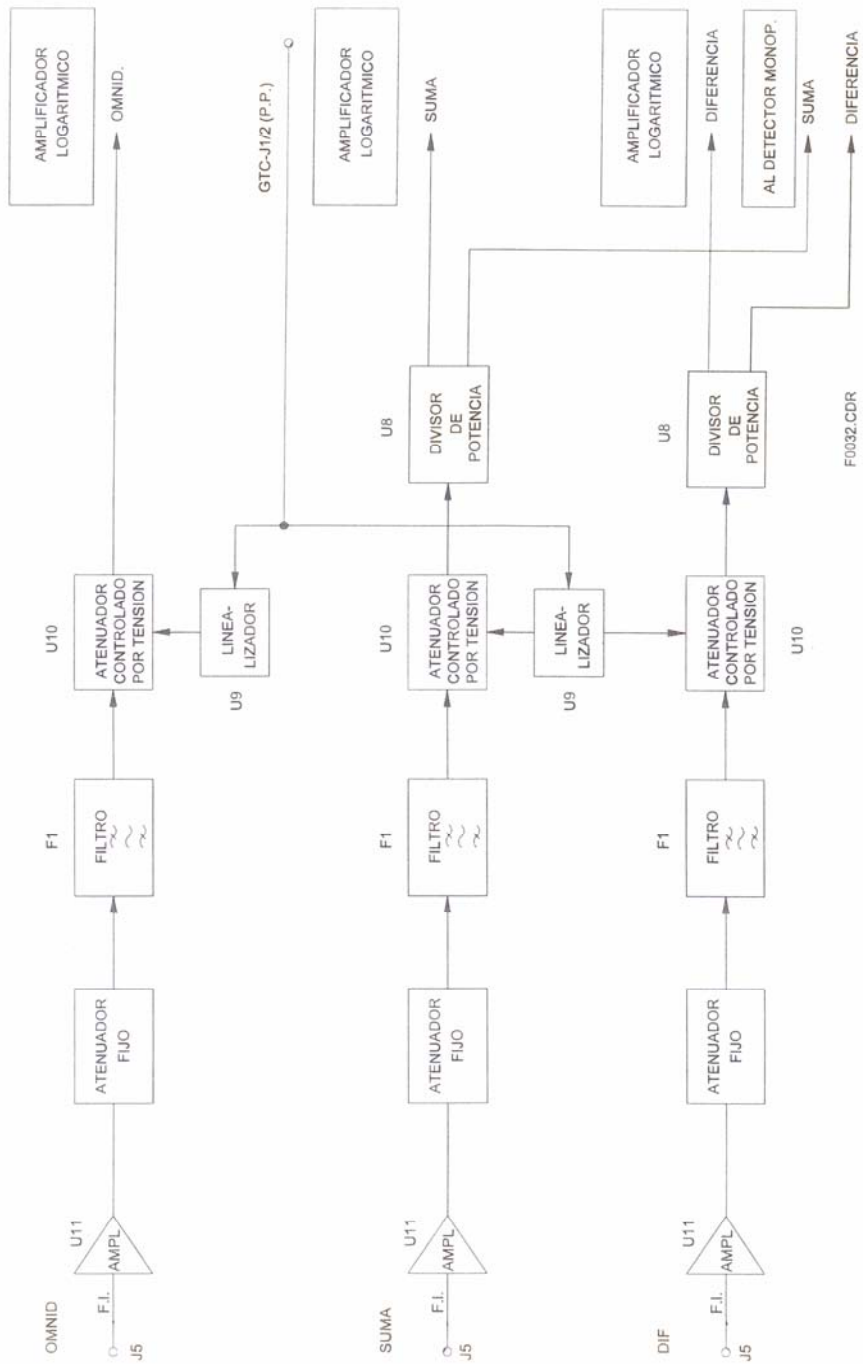 OMNID
J5
F.I.
U11
AMPL
ATENUADOR
FIJO
F1
FILTRO
U10
ATENUADOR
CONTROLADO
POR TENSION
U9
LINEA-
LIZADOR
AMPLIFICADOR
LOGARITMICO
OMNID.
GTC-J1/2 (P.P.)
SUMA
J5
F.I.
U11
AMPL
ATENUADOR
FIJO
F1
FILTRO
U10
ATENUADOR
CONTROLADO
POR TENSION
U9
LINEA-
LIZADOR
U8
DIVISOR
DE
POTENCIA
AMPLIFICADOR
LOGARITMICO
SUMA
DIF
J5
F.I.
U11
AMPL
ATENUADOR
FIJO
F1
FILTRO
U10
ATENUADOR
CONTROLADO
POR TENSION
U8
DIVISOR
DE
POTENCIA
AMPLIFICADOR
LOGARITMICO
DIFERENCIA
AL DETECTOR MONOP.
SUMA
DIFERENCIA
F0032.CDR